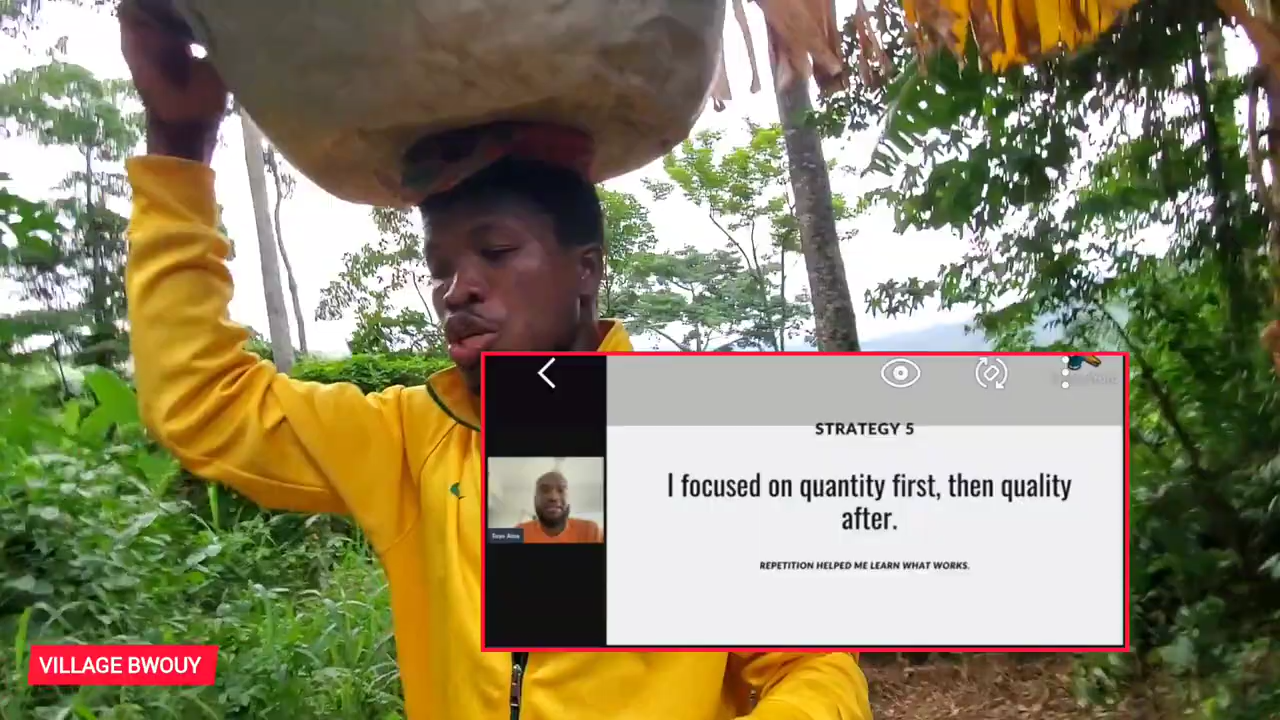 STRATEGY 5
I focused on quantity first, then quality
after.
REPETITION HELPED ME LEARN WHAT WORKS.
VILLAGE BWOUY